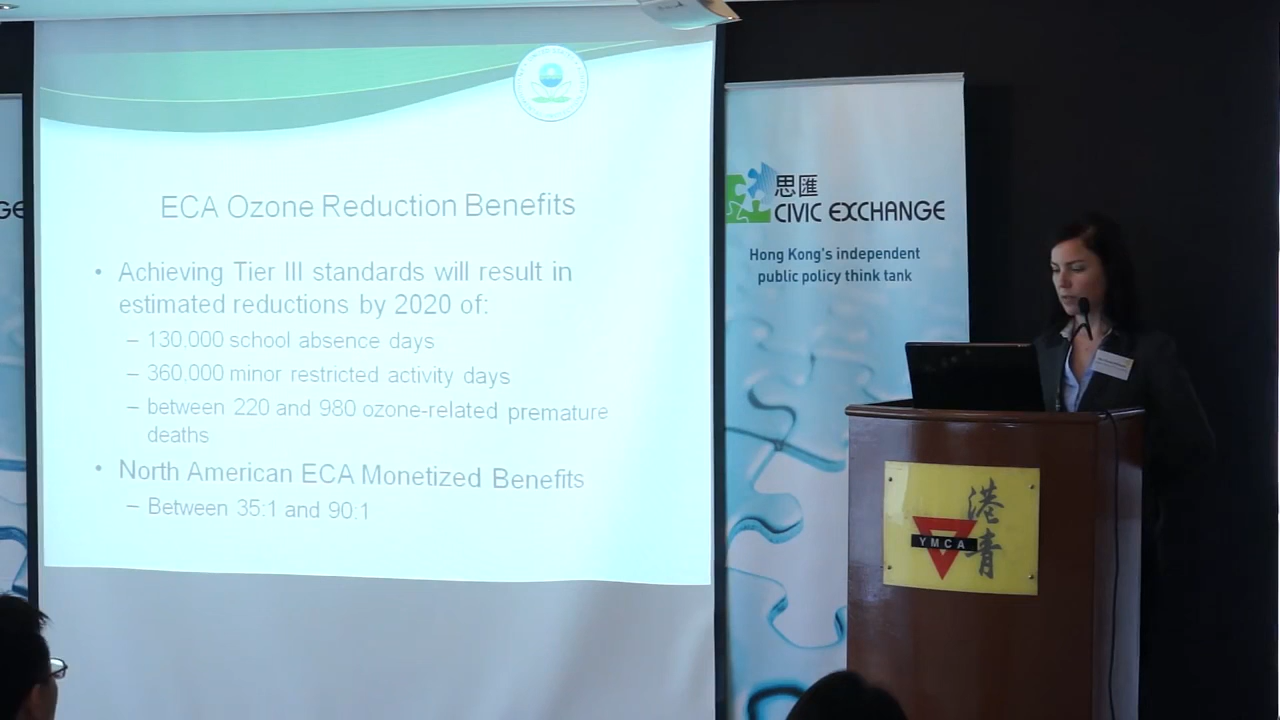 ECA Ozone Reduction Benefits
• Achieving Tier III standards will result in
estimated reductions by 2020 of:
– 130,000 school absence days
– 360,000 minor restricted activity days
– between 220 and 980 ozone-related premature
deaths
• North American ECA Monetized Benefits
– Between 35:1 and 90:1
GE
思匯
CIVIC EXCHANGE
Hong Kong's independent
public policy think tank
港青
YMCA